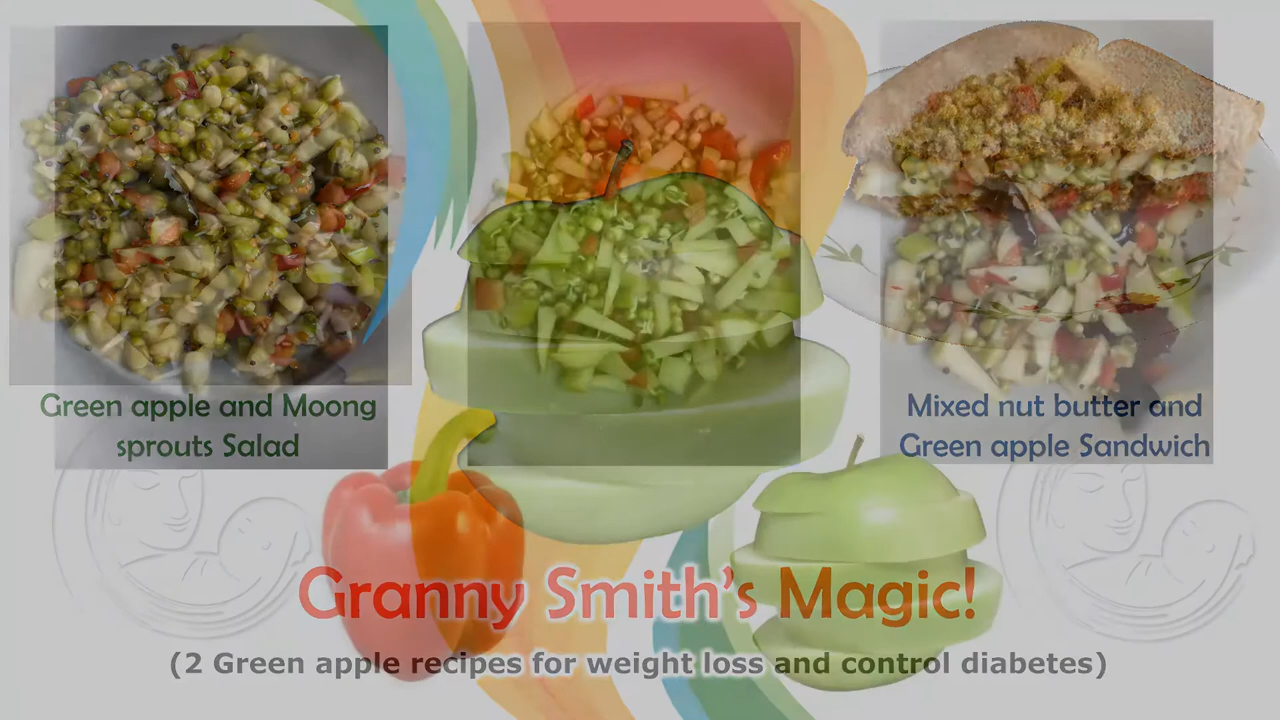 Green apple and Moong
sprouts Salad
Mixed nut butter and
Green apple Sandwich
Granny Smith's Magic!
(2 Green apple recipes for weight loss and control diabetes)